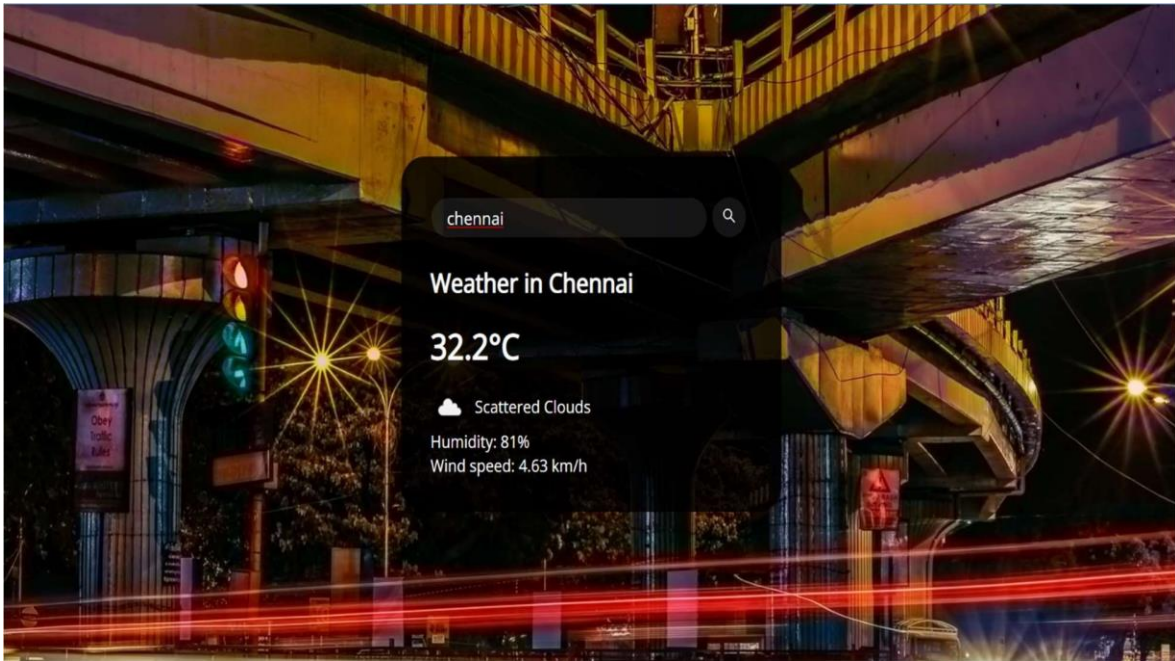 chennai
Weather in Chennai
32.2°C
Scattered Clouds
Humidity: 81%
Wind speed: 4.63 km/h
Obey
Traffic
Rules